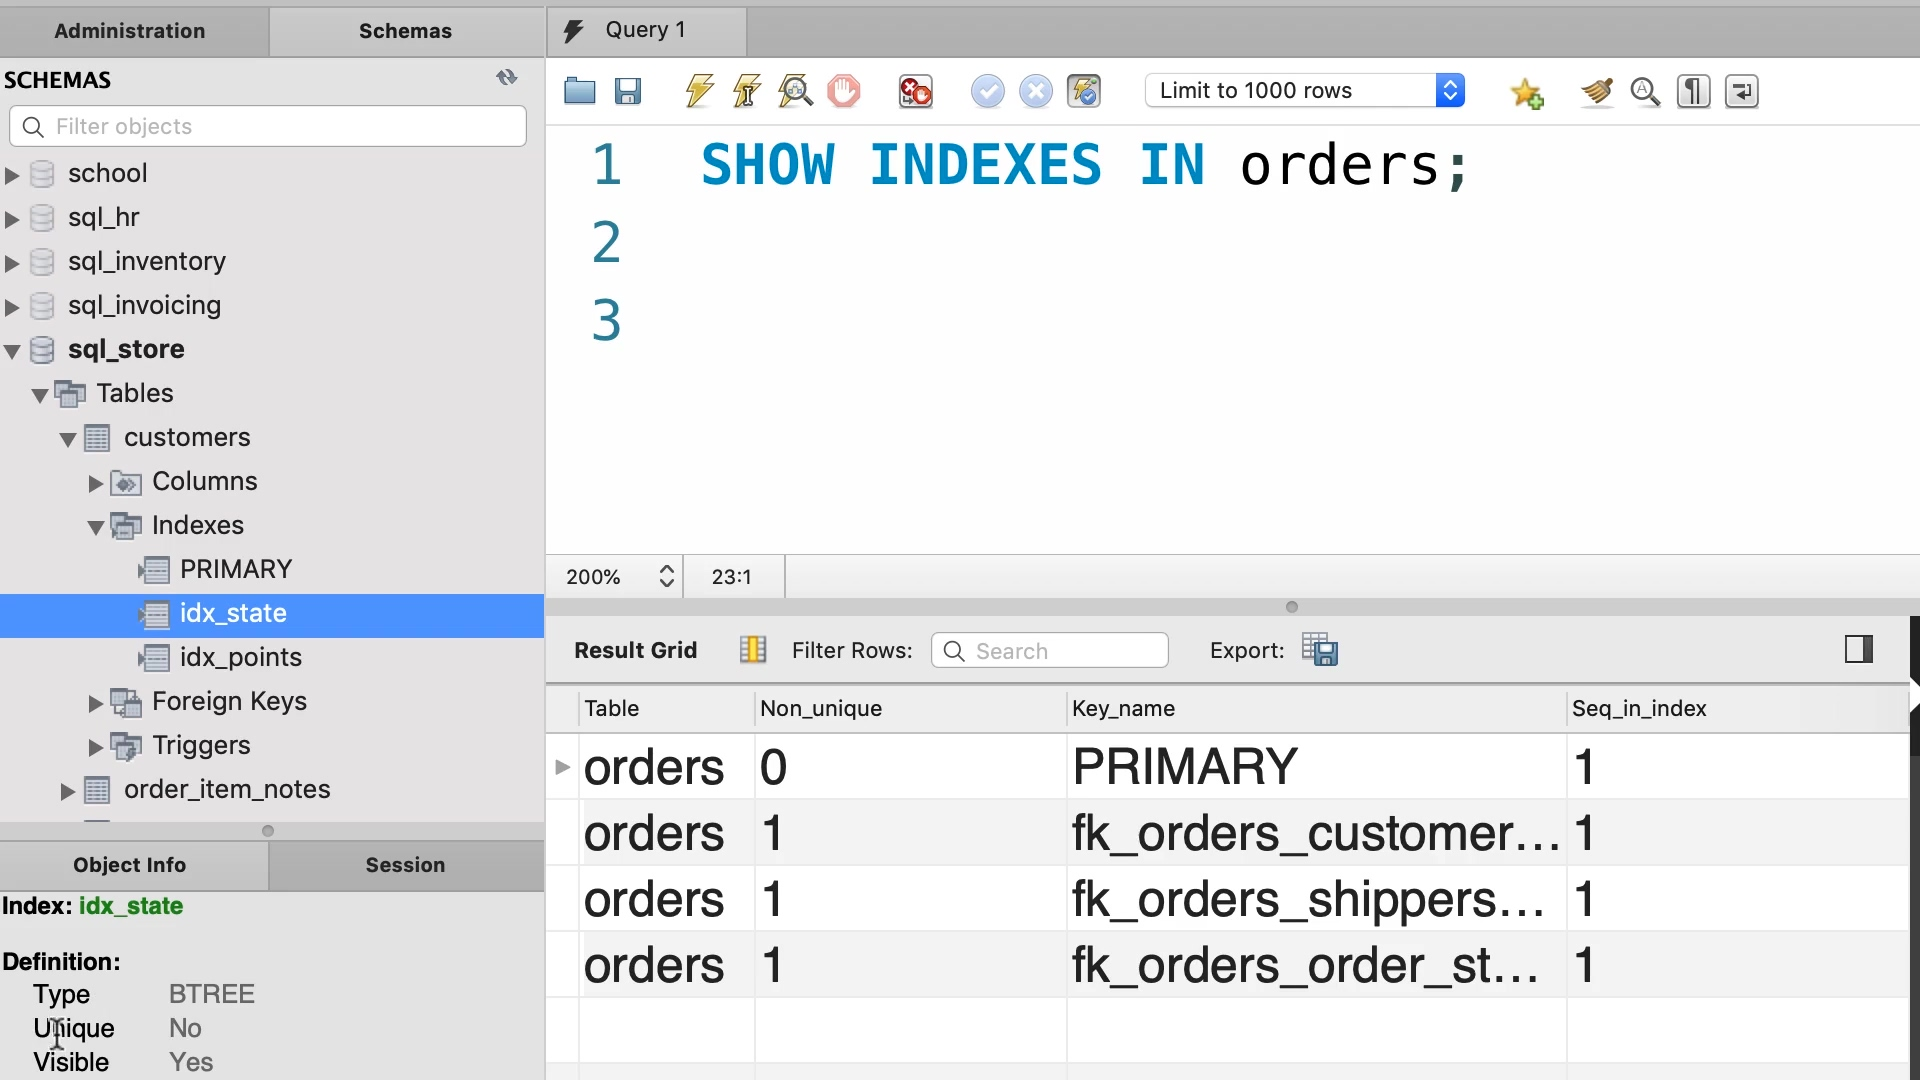 Administration
Schemas
SCHEMAS
Filter objects
school
sql_hr
sql_inventory
sql_invoicing
sql_store
Tables
customers
Columns
Indexes
PRIMARY
idx_state
idx_points
Foreign Keys
Triggers
order_item_notes
Object Info
Session
Index: idx_state
Definition:
Type BTREE
Unique No
Visible Yes
Query 1
Limit to 1000 rows
1 SHOW INDEXES IN orders;
2
3
200% 23:1
Result Grid Filter Rows: Search Export:
Table Non_unique Key_name Seq_in_index
orders 0 PRIMARY 1
orders 1 fk_orders_customer... 1
orders 1 fk_orders_shippers... 1
orders 1 fk_orders_order_st... 1